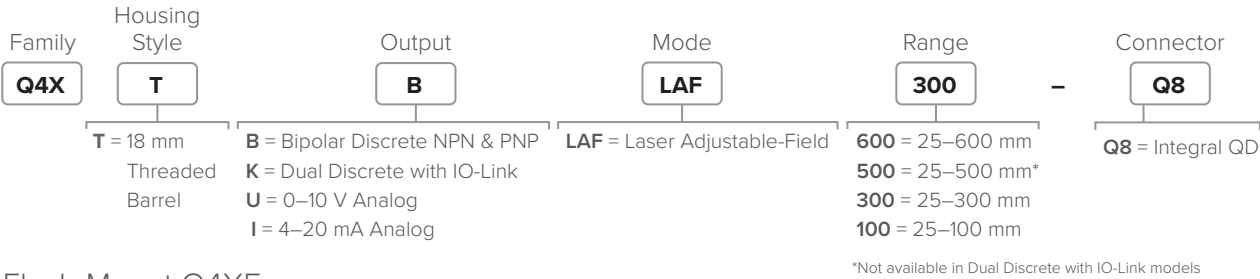 Family
Housing
Style
Output
Mode
Range
Connector
Q4X
T
B
LAF
300
–
Q8
T = 18 mm
Threaded
Barrel
B = Bipolar Discrete NPN & PNP
K = Dual Discrete with IO-Link
U = 0–10 V Analog
I = 4–20 mA Analog
LAF = Laser Adjustable-Field
600 = 25–600 mm
500 = 25–500 mm*
300 = 25–300 mm
100 = 25–100 mm
Q8 = Integral QD
*Not available in Dual Discrete with IO-Link models